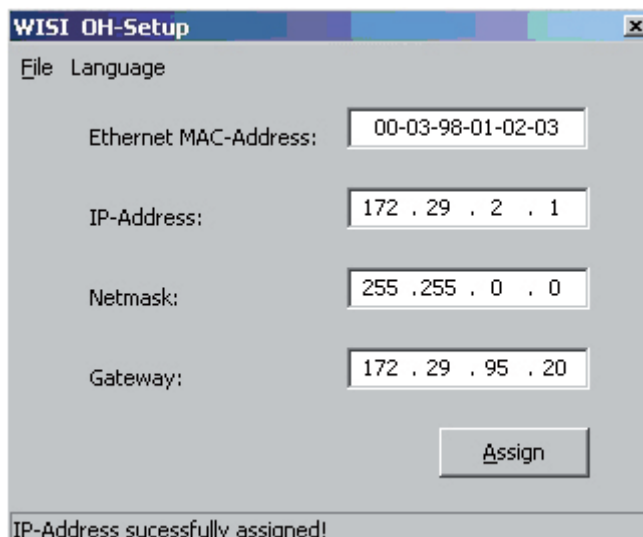 WISI OH-Setup
File Language
Ethernet MAC-Address: 00-03-98-01-02-03
IP-Address: 172 . 29 . 2 . 1
Netmask: 255 .255 . 0 . 0
Gateway: 172 . 29 . 95 . 20
Assign
IP-Address sucessfully assigned!